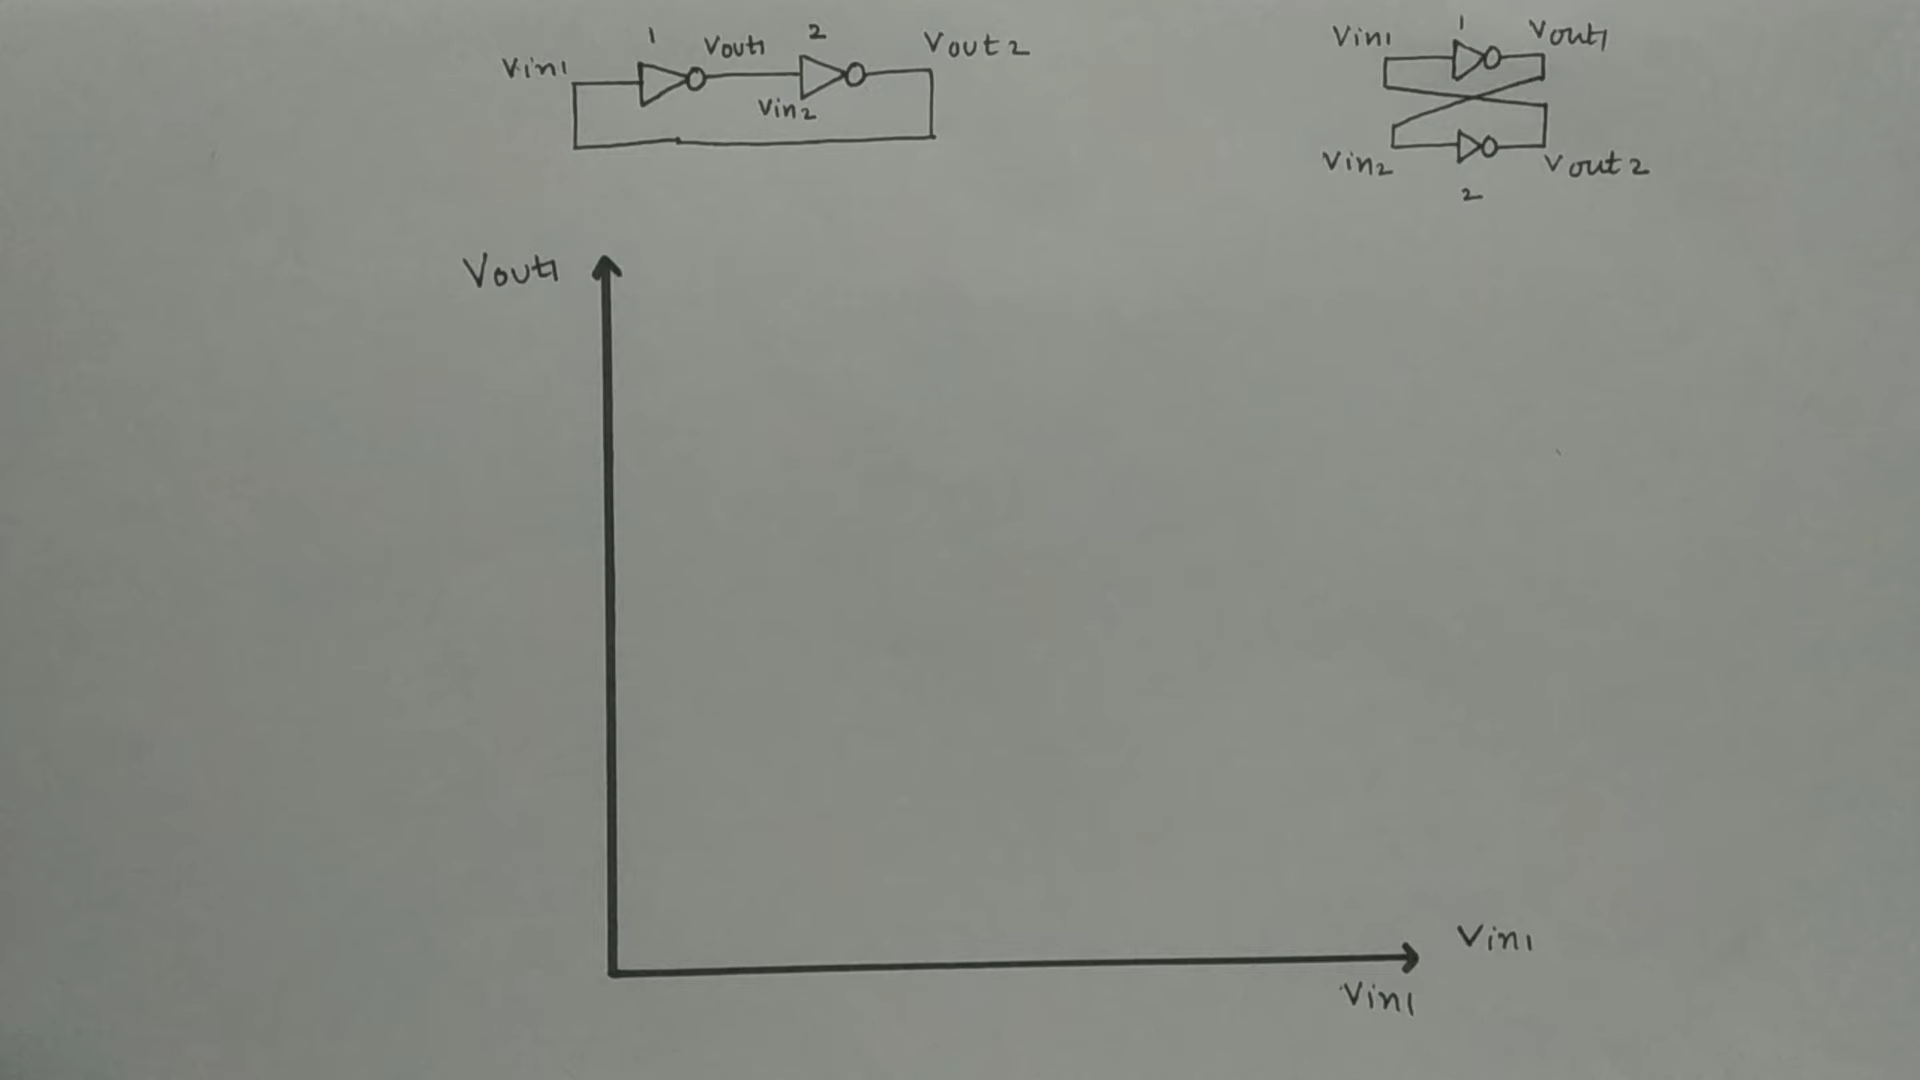 Vin1 1 Vout1 2 Vout2
Vin2
Vin1 1 Vout1
Vin2 2 Vout2
Vout1
Vin1
Vin1